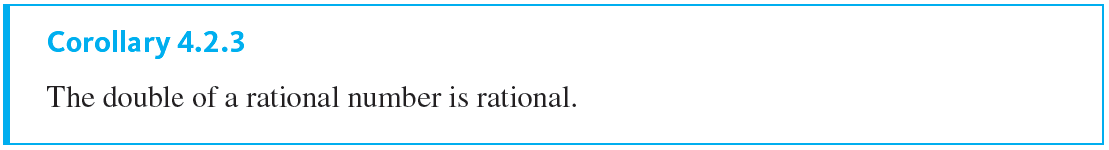 Corollary 4.2.3
The double of a rational number is rational.